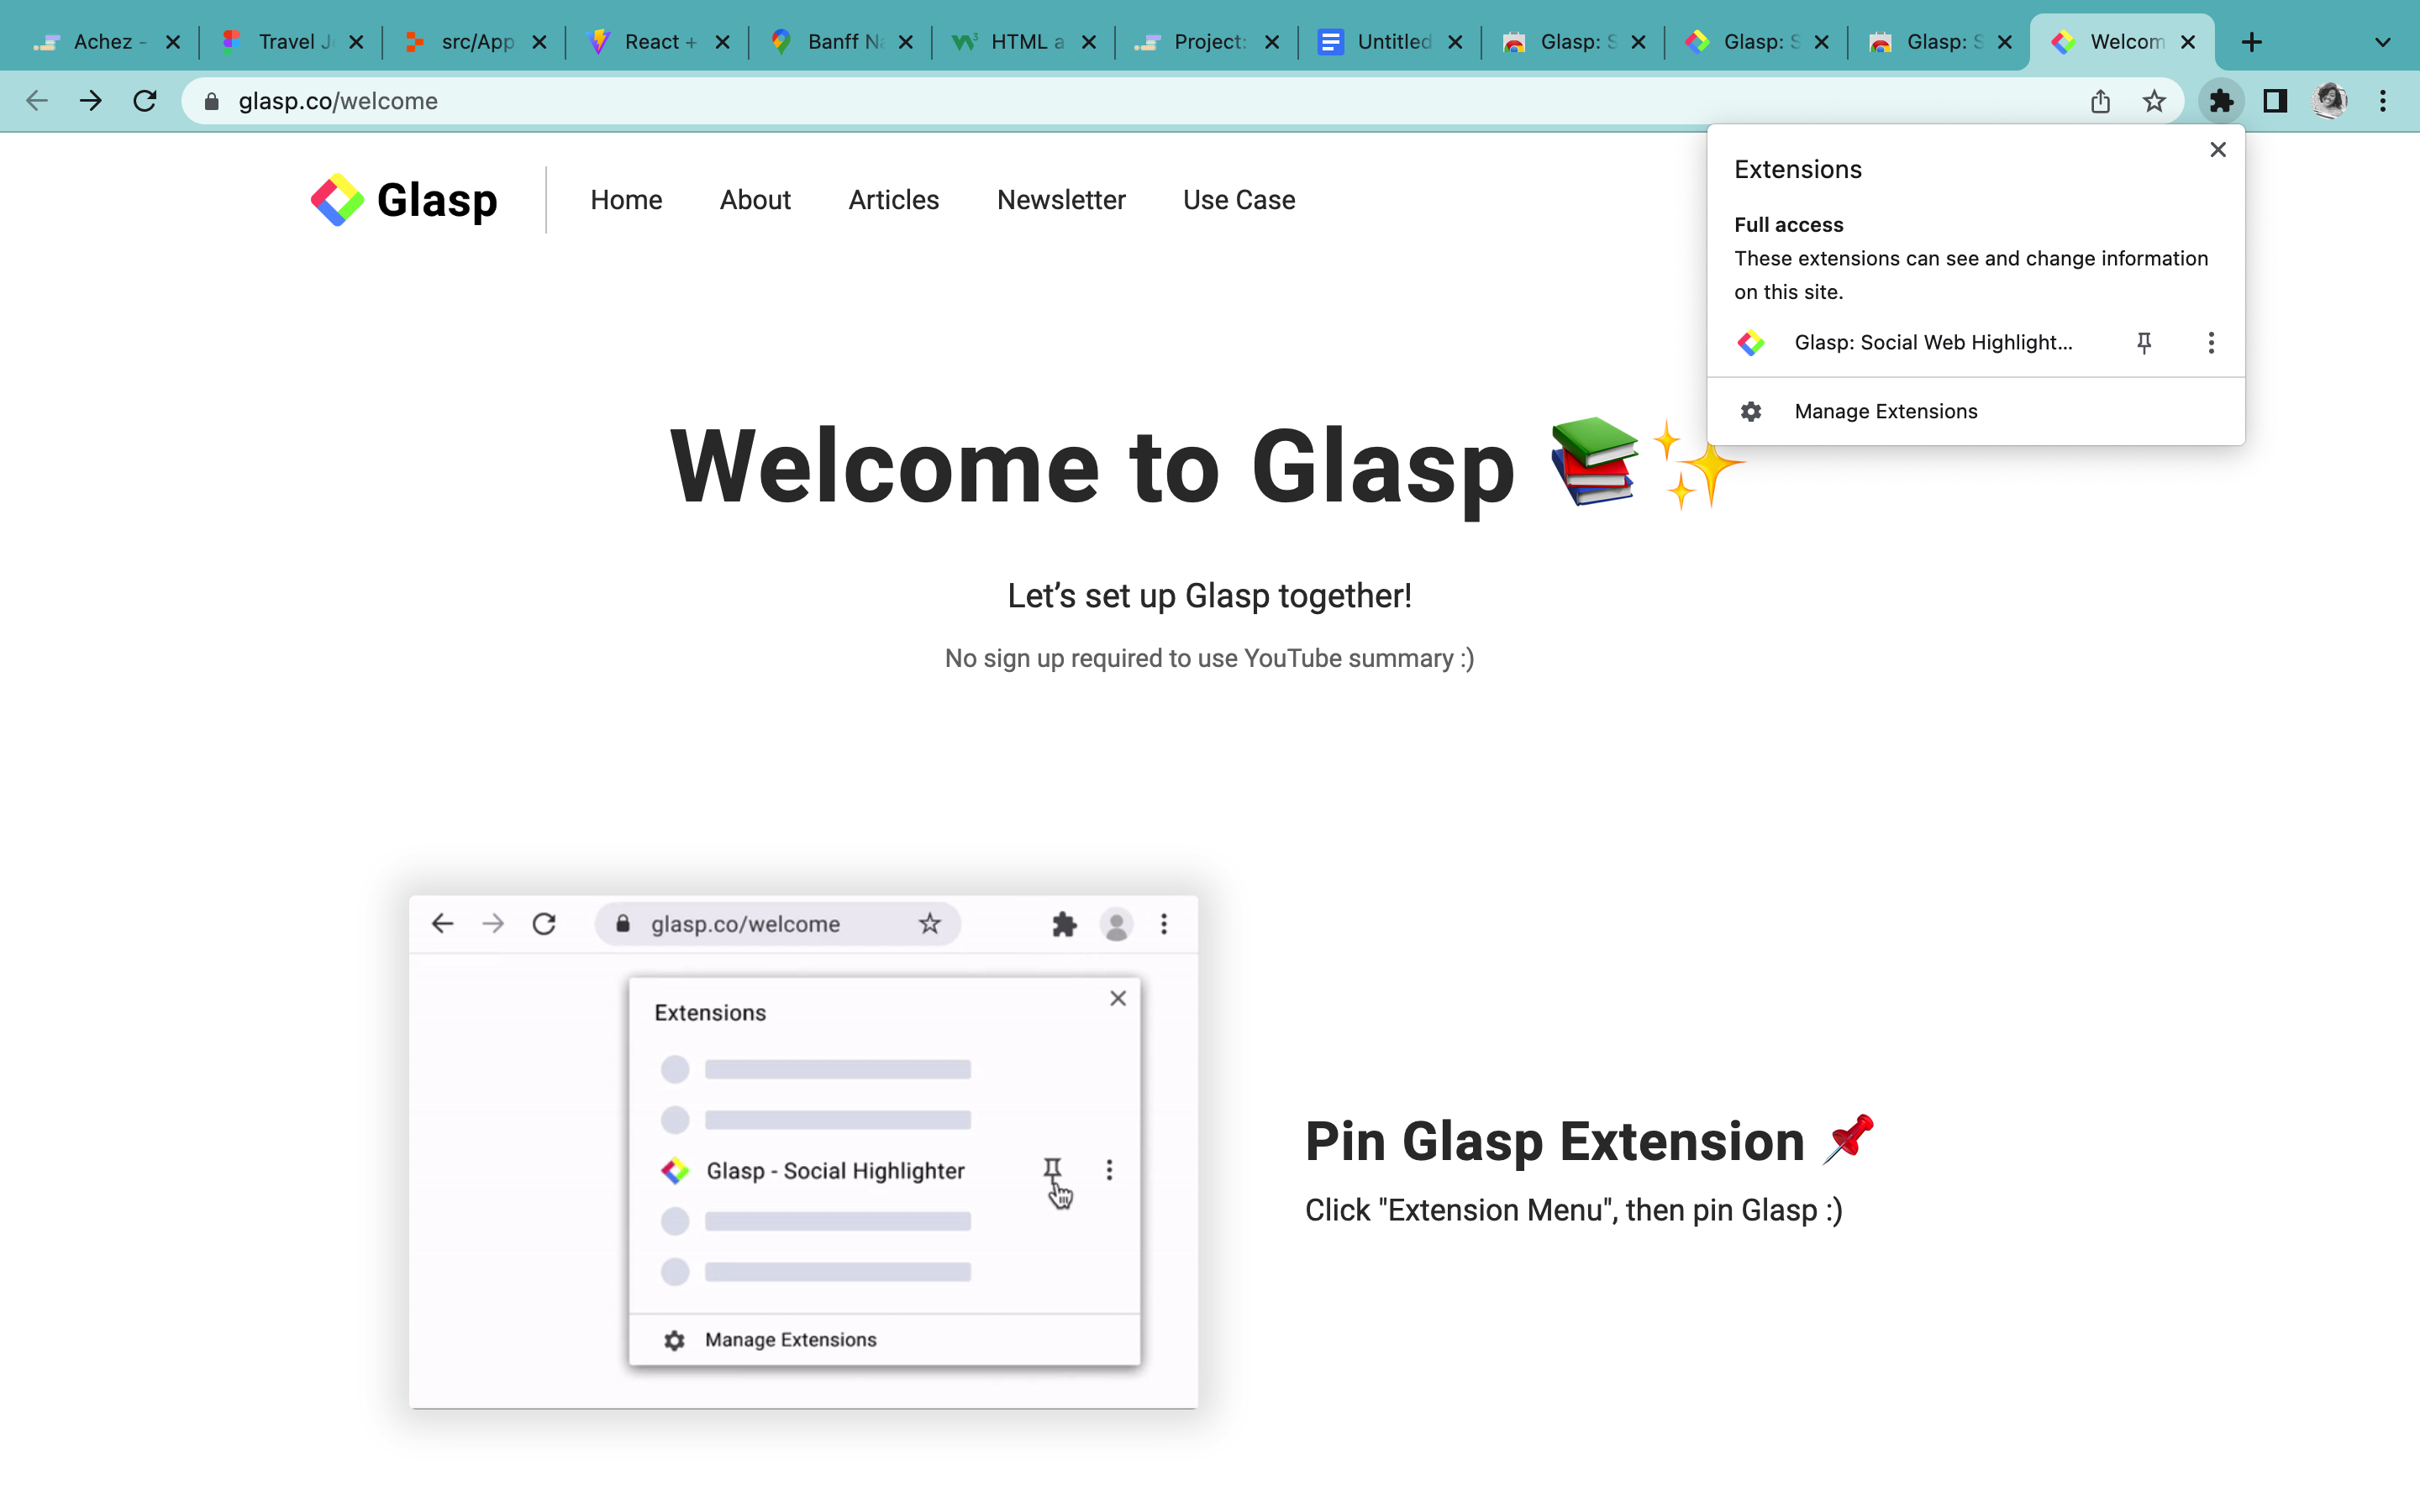 Achez -
Travel J
src/App
React +
Banff Na
HTML a
Project:
Untitled
Glasp: S
Glasp: S
Glasp: S
Welcom
glasp.co/welcome
Glasp
Home
About
Articles
Newsletter
Use Case
Extensions
Full access
These extensions can see and change information
on this site.
Glasp: Social Web Highlight...
Manage Extensions
Welcome to Glasp 📚✨
Let’s set up Glasp together!
No sign up required to use YouTube summary :)
glasp.co/welcome
Extensions
Glasp - Social Highlighter
Manage Extensions
Pin Glasp Extension 📌
Click "Extension Menu", then pin Glasp :)